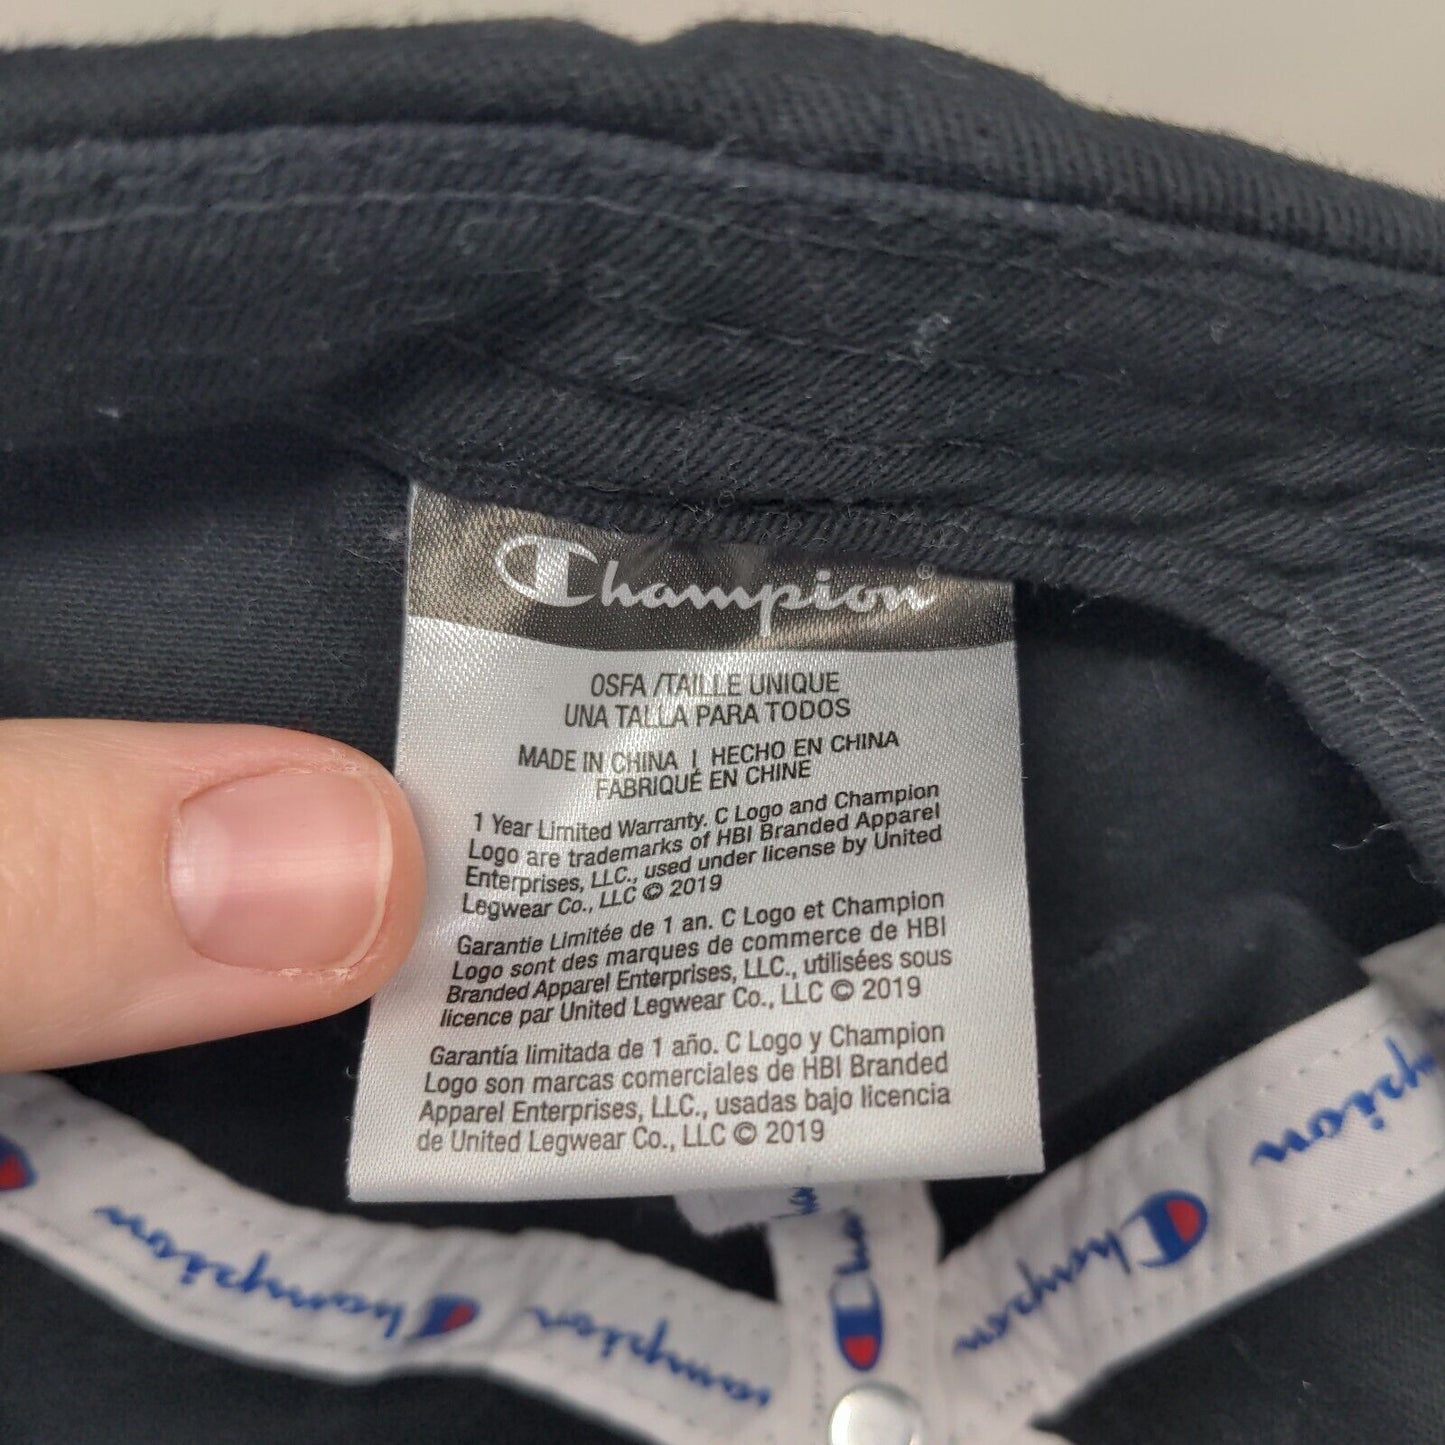 Champion®
OSFA /TAILLE UNIQUE
UNA TALLA PARA TODOS
MADE IN CHINA | HECHO EN CHINA
FABRIQUÉ EN CHINE
1 Year Limited Warranty. C Logo and Champion
Logo are trademarks of HBI Branded Apparel
Enterprises, LLC., used under license by United
Legwear Co., LLC © 2019
Garantie Limitée de 1 an. C Logo et Champion
Logo sont des marques de commerce de HBI
Branded Apparel Enterprises, LLC., utilisées sous
licence par United Legwear Co., LLC © 2019
Garantía limitada de 1 año. C Logo y Champion
Logo son marcas comerciales de HBI Branded
Apparel Enterprises, LLC., usadas bajo licencia
de United Legwear Co., LLC © 2019
mpion
Champion
Champion
ampion
Cha
mpion
Champion